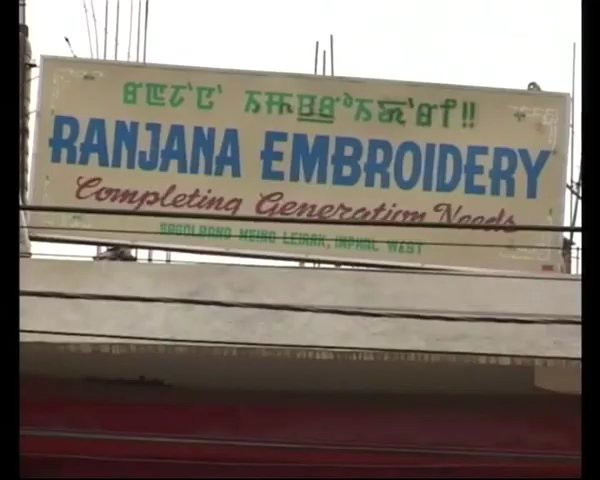 RANJANA EMBROIDERY
Completing Generation Needs
SAGOLBAND MEINO LEIRAK, IMPHAL WEST